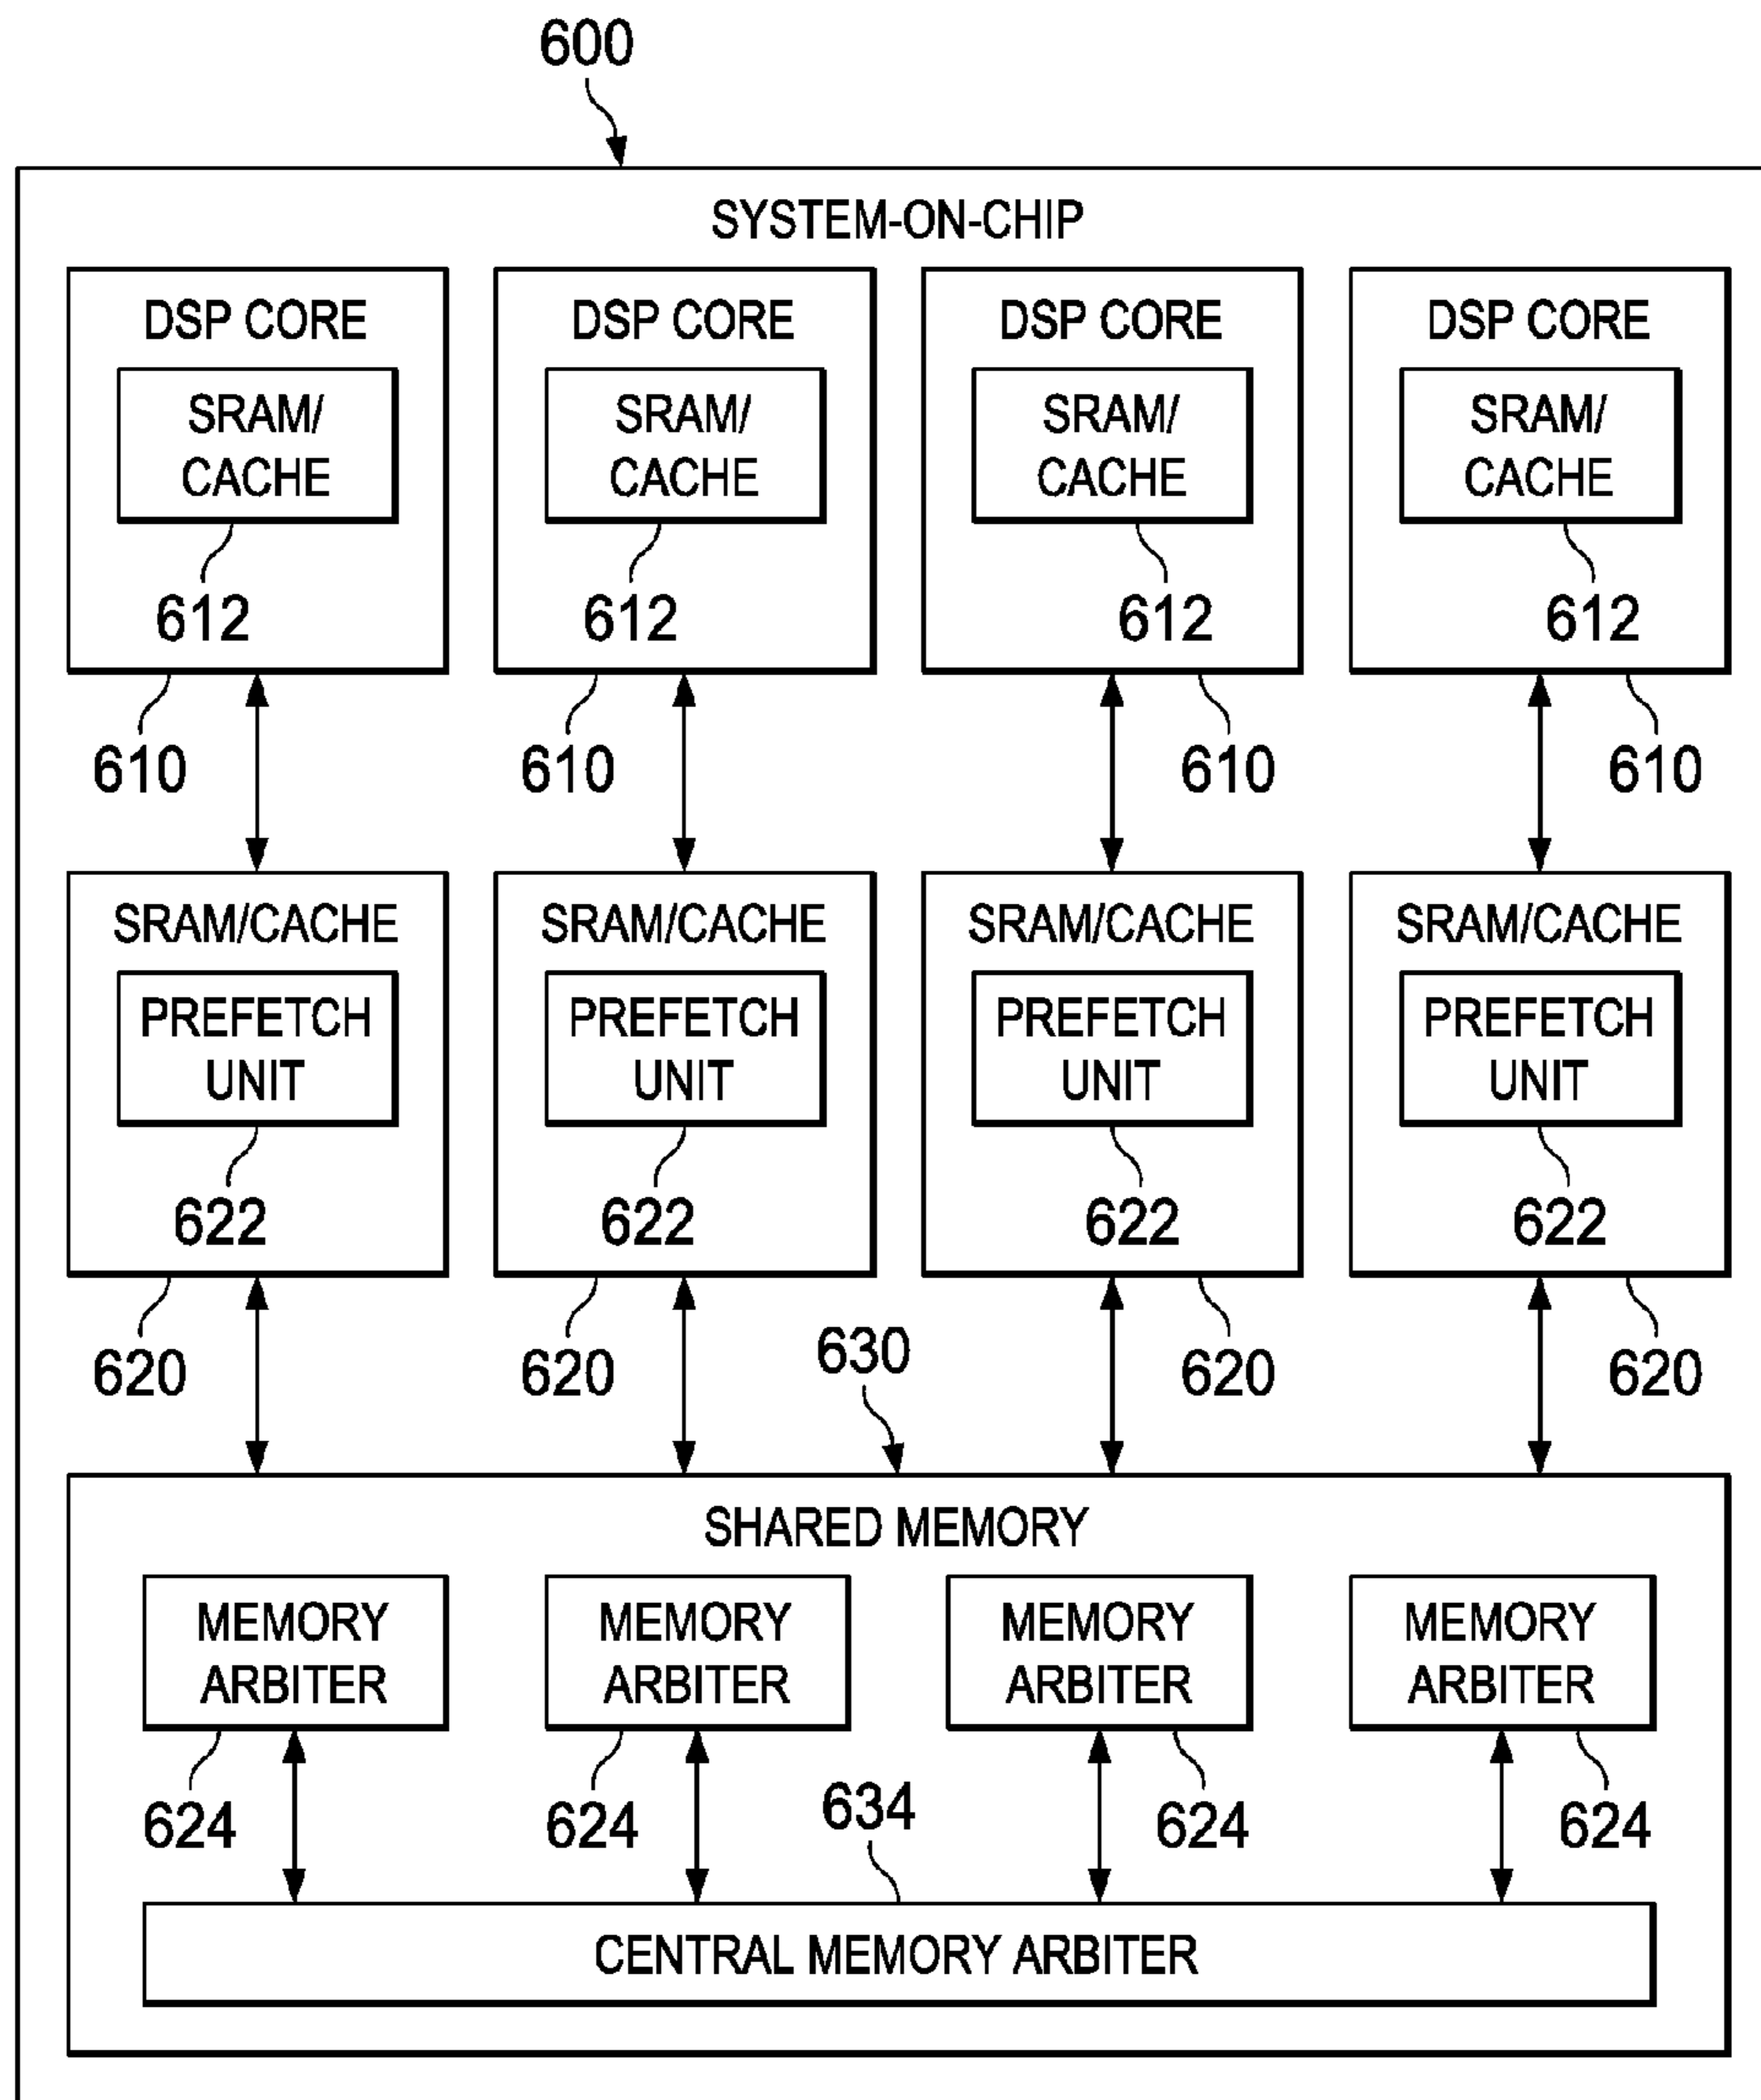 600
SYSTEM-ON-CHIP
DSP CORE DSP CORE DSP CORE DSP CORE
SRAM/ SRAM/ SRAM/ SRAM/
CACHE CACHE CACHE CACHE
612 612 612 612
610 610 610 610
SRAM/CACHE SRAM/CACHE SRAM/CACHE SRAM/CACHE
PREFETCH PREFETCH PREFETCH PREFETCH
UNIT UNIT UNIT UNIT
622 622 622 622
630
620 620 620 620
SHARED MEMORY
MEMORY MEMORY MEMORY MEMORY
ARBITER ARBITER ARBITER ARBITER
634
624 624 624 624
CENTRAL MEMORY ARBITER